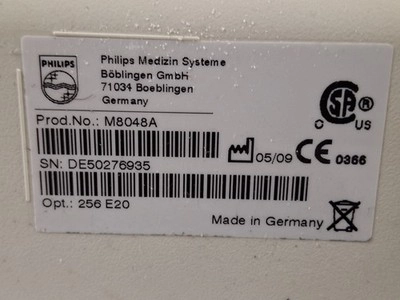 PHILIPS
Philips Medizin Systeme
Böblingen GmbH
71034 Boeblingen
Germany
Prod.No.: M8048A
SA ®
C US
05/09 CE 0366
SN: DE50276935
Opt.: 256 E20
Made in Germany